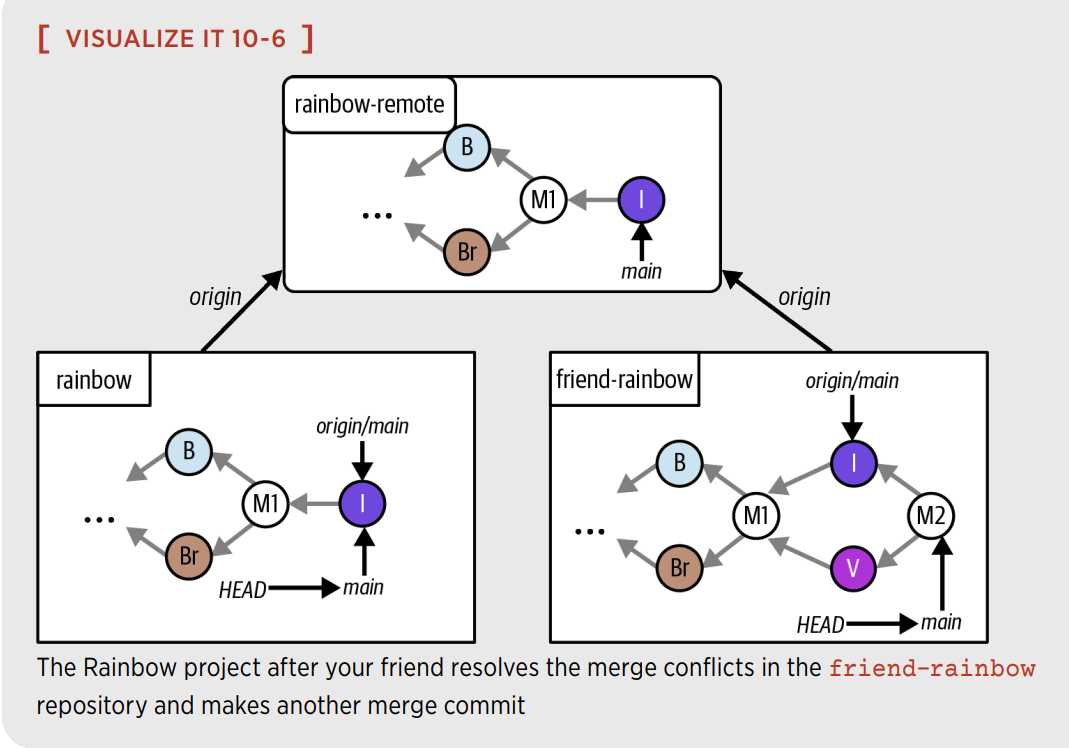 [ VISUALIZE IT 10-6 ]
rainbow-remote
B
M1
I
...
Br
main
origin
origin
rainbow
origin/main
B
M1
I
...
Br
HEAD
main
friend-rainbow
origin/main
B
I
M1
M2
...
Br
V
HEAD
main
The Rainbow project after your friend resolves the merge conflicts in the friend-rainbow
repository and makes another merge commit